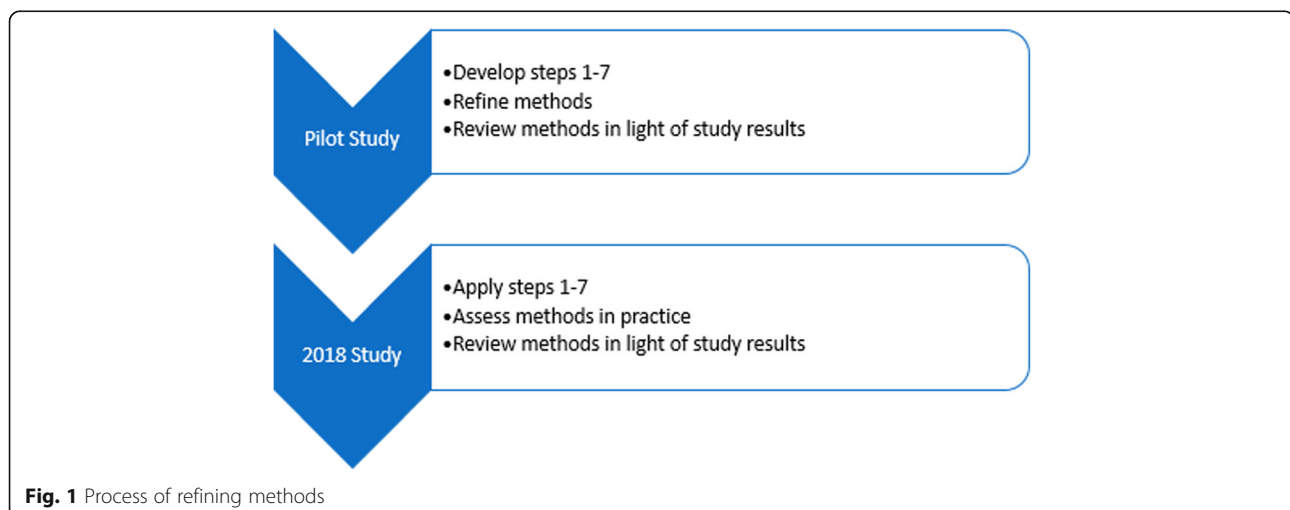 Pilot Study
•Develop steps 1-7
•Refine methods
•Review methods in light of study results
2018 Study
•Apply steps 1-7
•Assess methods in practice
•Review methods in light of study results
Fig. 1 Process of refining methods